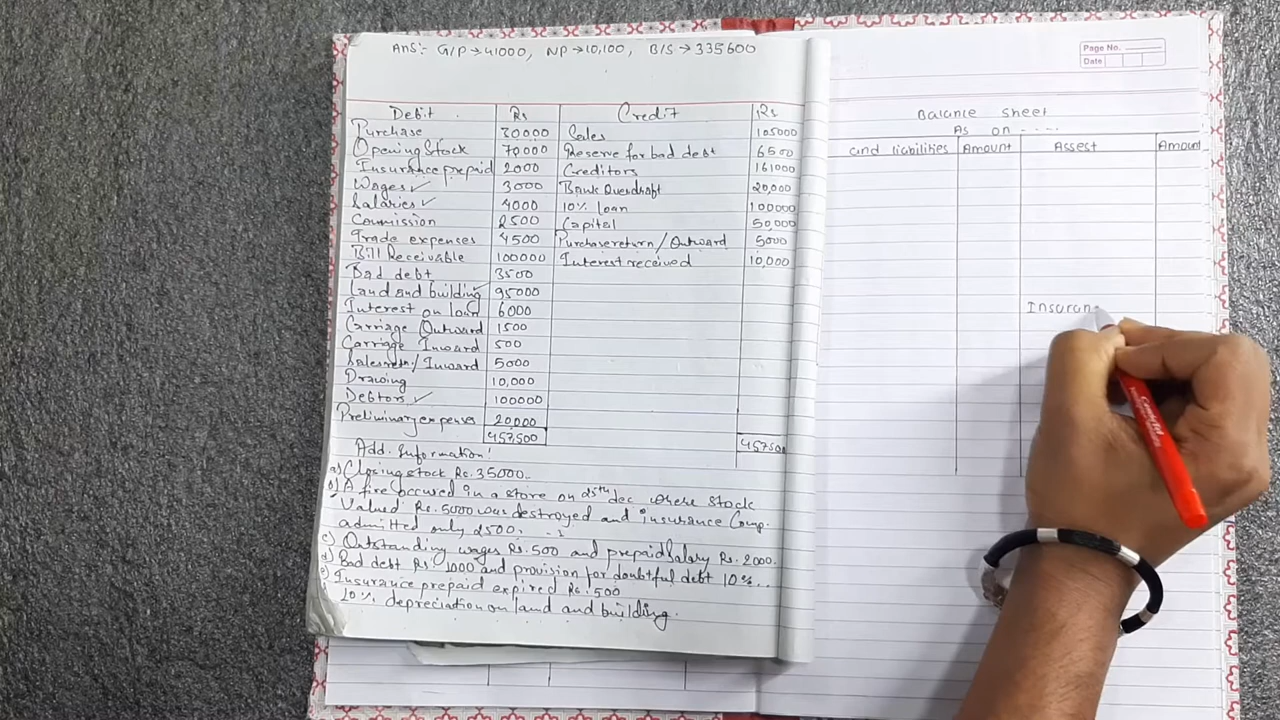 Ans:- G/P→41000, NP→10,100, B/S→335600
Debit Rs Credit Rs
Purchase 30000 Sales 105000
Opening Stock 70000 Reserve for bad debt 6500
Insurance prepaid 2000 Creditors 161000
Wages ✓ 3000 Bank Overdraft 20,000
Salaries ✓ 4000 10% loan 100000
Commission 2500 Capital 50,000
Trade expenses 4500 Purchase return/Outward 5000
Bill Receivable 100000 Interest received 10,000
Bad debt 3500
Land and building 95000
Interest on loan 6000
Carriage Outward 1500
Carriage Inward 500
Sales return/Inward 5000
Drawing 10,000
Debtors ✓ 100000
Preliminary expenses 20,000
457,500 457500
Add. Information:
a) Closing stock Rs. 35000.
b) A fire occured in a store on 25th dec where stock
Valued Rs. 5000 was destroyed and insurance Comp.
admitted only 2500.
c) Outstanding wages Rs. 500 and prepaid Salary Rs. 2000.
d) Bad debt Rs. 1000 and provision for doubtful debt 10%..
e) Insurance prepaid expired Rs. 500
10% depreciation on land and building.
Page No.
Date
Balance Sheet
As on ----
and liabilities Amount Assest Amount
Insuran